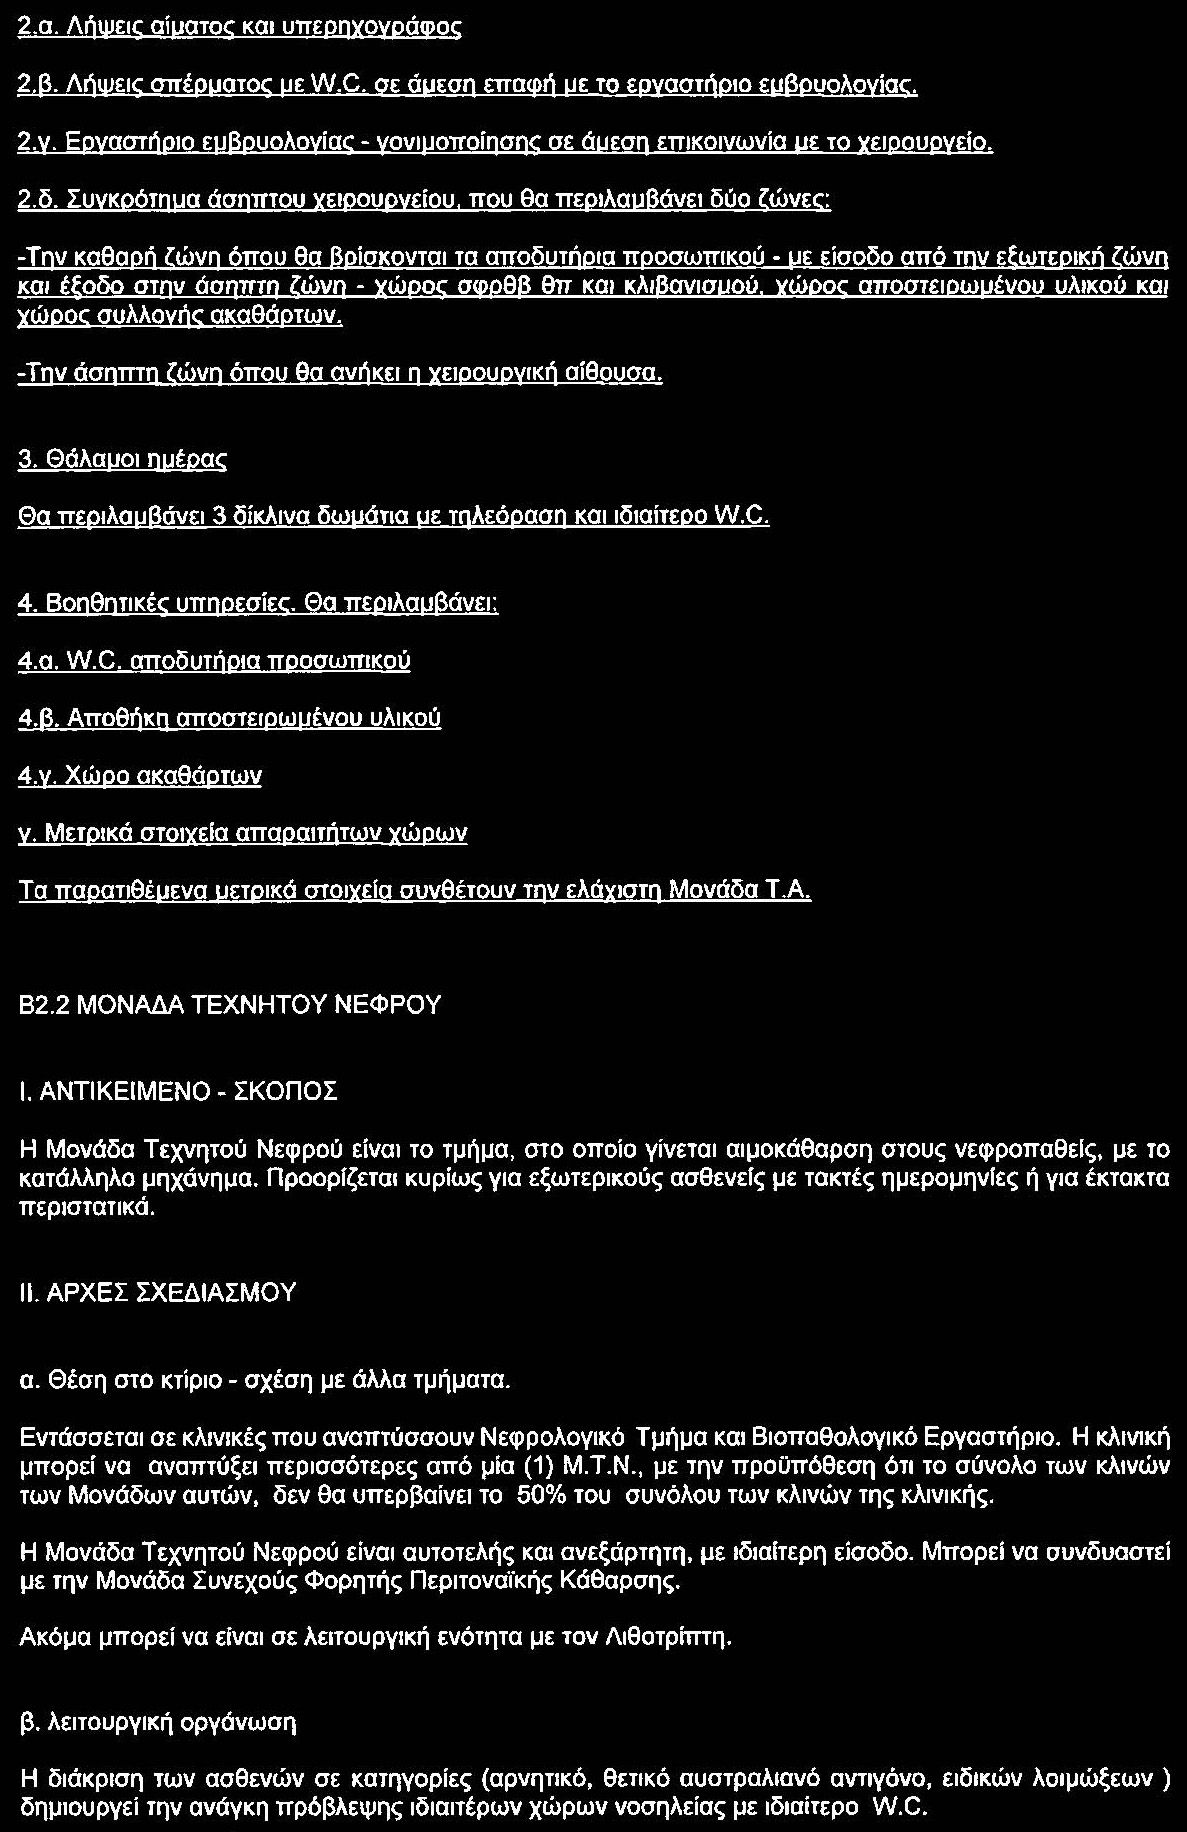 2.α. Λήψεις αίματος και υπερηχογράφος
2.β. Λήψεις σπέρματος με W.C. σε άμεση επαφή με το εργαστήριο εμβρυολογίας.
2.γ. Εργαστήριο εμβρυολογίας - γονιμοποίησης σε άμεση επικοινωνία με το χειρουργείο.
2.δ. Συγκρότημα άσηπτου χειρουργείου, που θα περιλαμβάνει δύο ζώνες:
-Την καθαρή ζώνη όπου θα βρίσκονται τα αποδυτήρια προσωπικού - με είσοδο από την εξωτερική ζώνη
και έξοδο στην άσηπτη ζώνη - χώρος σφρθβ θπ και κλιβανισμού, χώρος αποστειρωμένου υλικού και
χώρος συλλογής ακαθάρτων.
-Την άσηπτη ζώνη όπου θα ανήκει η χειρουργική αίθουσα.
3. Θάλαμοι ημέρας
Θα περιλαμβάνει 3 δίκλινα δωμάτια με τηλεόραση και ιδιαίτερο W.C.
4. Βοηθητικές υπηρεσίες. Θα περιλαμβάνει:
4.α. W.C. αποδυτήρια προσωπικού
4.β. Αποθήκη αποστειρωμένου υλικού
4.γ. Χώρο ακαθάρτων
γ. Μετρικά στοιχεία απαραιτήτων χώρων
Τα παρατιθέμενα μετρικά στοιχεία συνθέτουν την ελάχιστη Μονάδα Τ.Α.
Β2.2 ΜΟΝΑΔΑ ΤΕΧΝΗΤΟΥ ΝΕΦΡΟΥ
Ι. ΑΝΤΙΚΕΙΜΕΝΟ - ΣΚΟΠΟΣ
Η Μονάδα Τεχνητού Νεφρού είναι το τμήμα, στο οποίο γίνεται αιμοκάθαρση στους νεφροπαθείς, με το
κατάλληλο μηχάνημα. Προορίζεται κυρίως για εξωτερικούς ασθενείς με τακτές ημερομηνίες ή για έκτακτα
περιστατικά.
ΙΙ. ΑΡΧΕΣ ΣΧΕΔΙΑΣΜΟΥ
α. Θέση στο κτίριο - σχέση με άλλα τμήματα.
Εντάσσεται σε κλινικές που αναπτύσσουν Νεφρολογικό Τμήμα και Βιοπαθολογικό Εργαστήριο. Η κλινική
μπορεί να αναπτύξει περισσότερες από μία (1) Μ.Τ.Ν., με την προϋπόθεση ότι το σύνολο των κλινών
των Μονάδων αυτών, δεν θα υπερβαίνει το 50% του συνόλου των κλινών της κλινικής.
Η Μονάδα Τεχνητού Νεφρού είναι αυτοτελής και ανεξάρτητη, με ιδιαίτερη είσοδο. Μπορεί να συνδυαστεί
με την Μονάδα Συνεχούς Φορητής Περιτοναϊκής Κάθαρσης.
Ακόμα μπορεί να είναι σε λειτουργική ενότητα με τον Λιθοτρίπτη.
β. λειτουργική οργάνωση
Η διάκριση των ασθενών σε κατηγορίες (αρνητικό, θετικό αυστραλιανό αντιγόνο, ειδικών λοιμώξεων )
δημιουργεί την ανάγκη πρόβλεψης ιδιαιτέρων χώρων νοσηλείας με ιδιαίτερο W.C.